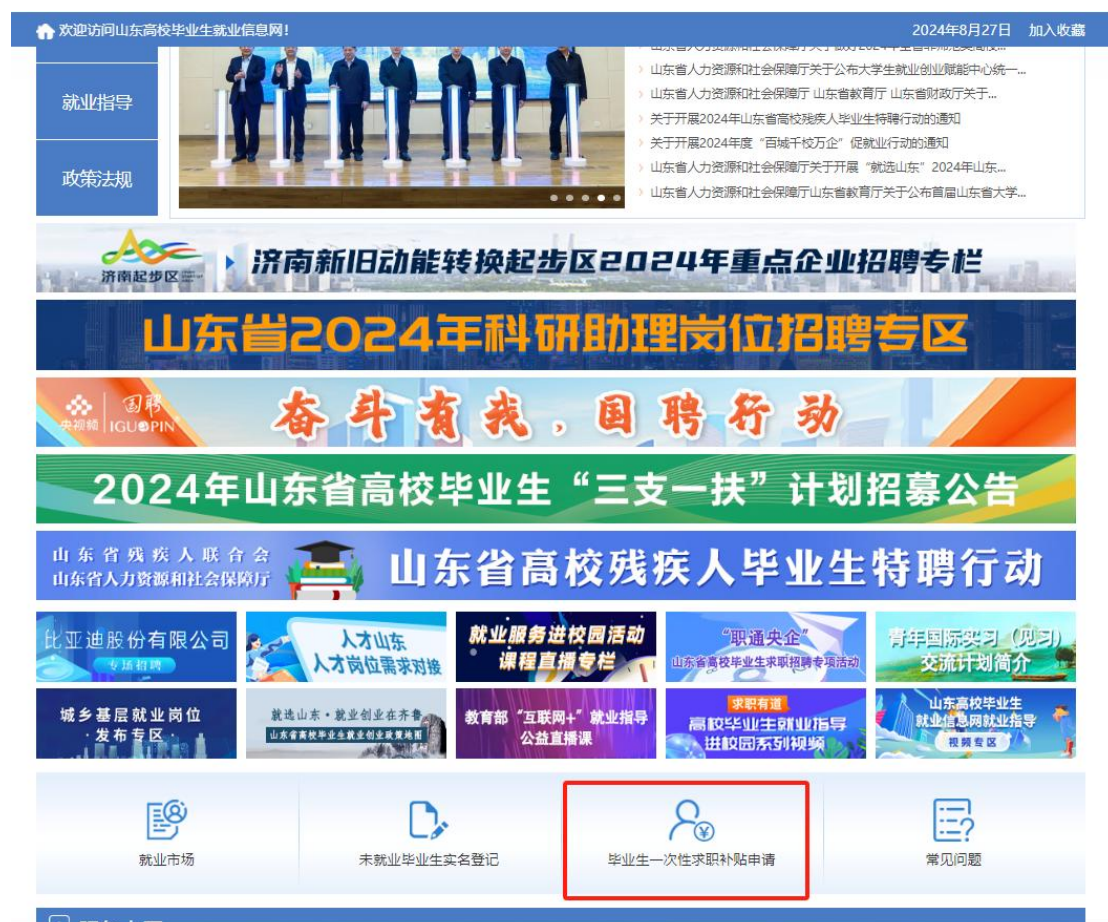 欢迎访问山东高校毕业生就业信息网！
2024年8月27日 加入收藏
就业指导
政策法规
山东省人力资源和社会保障厅关于公布大学生就业创业赋能中心统一...
山东省人力资源和社会保障厅 山东省教育厅 山东省财政厅关于...
关于开展2024年山东省高校残疾人毕业生特聘行动的通知
关于开展2024年度“百城千校万企”促就业行动的通知
山东省人力资源和社会保障厅关于开展“就选山东”2024年山东...
山东省人力资源和社会保障厅山东省教育厅关于公布首届山东省大学...
济南起步区
济南新旧动能转换起步区2024年重点企业招聘专栏
山东省2024年科研助理岗位招聘专区
央视频 国聘 IGUOPIN
奋斗有我，国聘行动
2024年山东省高校毕业生“三支一扶”计划招募公告
山东省残疾人联合会
山东省人力资源和社会保障厅
山东省高校残疾人毕业生特聘行动
比亚迪股份有限公司
专场招聘
人才山东
人才岗位需求对接
就业服务进校园活动
课程直播专栏
“职通央企”
山东省高校毕业生求职招聘专项活动
青年国际实习（见习）
交流计划简介
城乡基层就业岗位
·发布专区·
就选山东·就业创业在齐鲁
山东省高校毕业生就业创业政策地图
教育部“互联网+”就业指导
公益直播课
求职有道
高校毕业生就业指导
进校园系列视频
山东高校毕业生
就业信息网就业指导
视频专区
就业市场
未就业毕业生实名登记
毕业生一次性求职补贴申请
常见问题